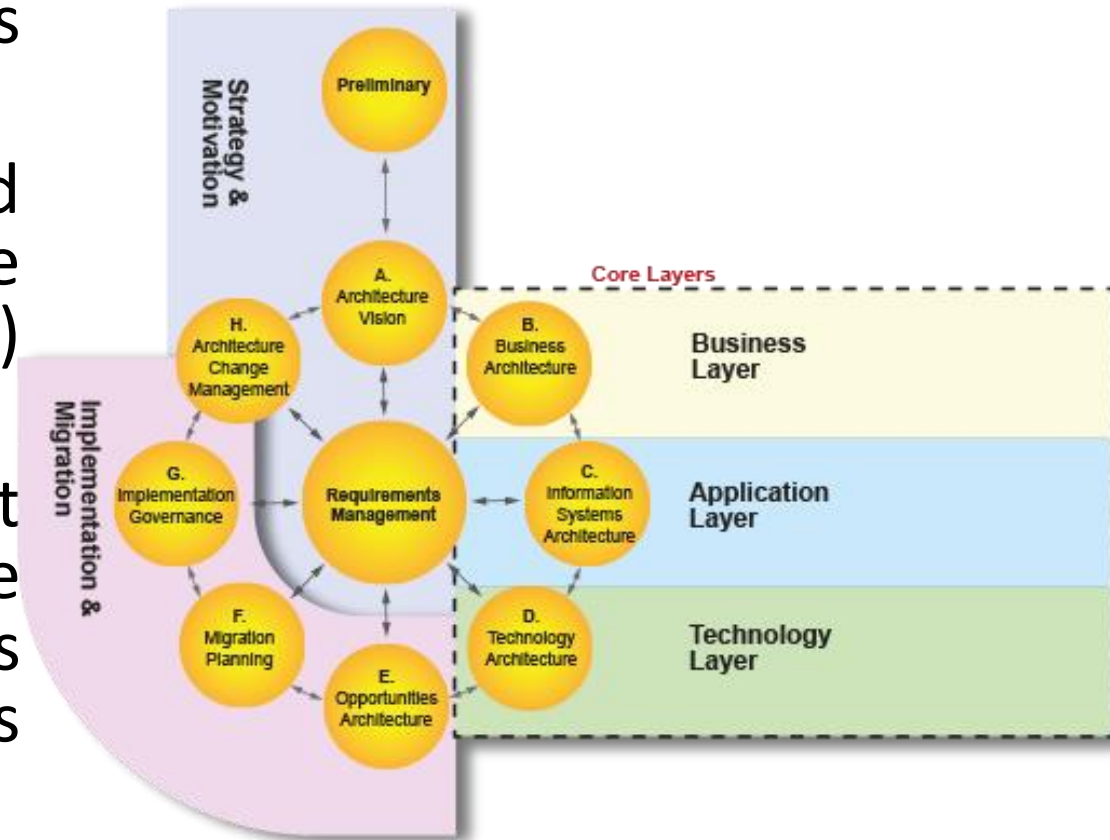 s
d
e
)
t
e
s
s
Strategy &
Motivation
Preliminary
A.
Architecture
Vision
Core Layers
H.
Architecture
Change
Management
B.
Business
Architecture
Business
Layer
Implementation &
Migration
G.
Implementation
Governance
Requirements
Management
C.
Information
Systems
Architecture
Application
Layer
F.
Migration
Planning
E.
Opportunities
Architecture
D.
Technology
Architecture
Technology
Layer